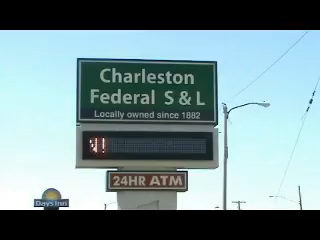 Charleston
Federal S & L
Locally owned since 1882
24HR ATM
Days Inn